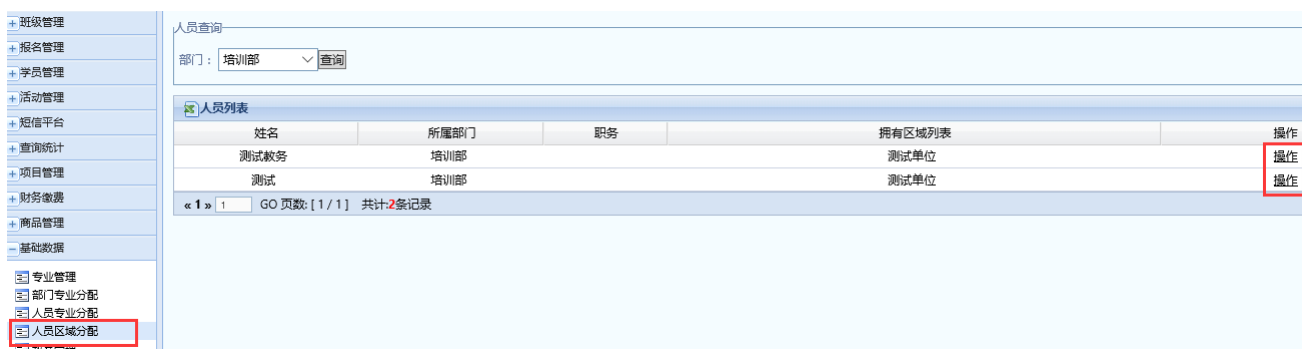 班级管理
报名管理
学员管理
活动管理
短信平台
查询统计
项目管理
财务缴费
商品管理
基础数据
专业管理
部门专业分配
人员专业分配
人员区域分配
人员查询
部门： 培训部 查询
人员列表
姓名 所属部门 职务 拥有区域列表 操作
测试教务 培训部 测试单位 操作
测试 培训部 测试单位 操作
« 1 » 1 GO 页数: [ 1 / 1 ] 共计:2条记录